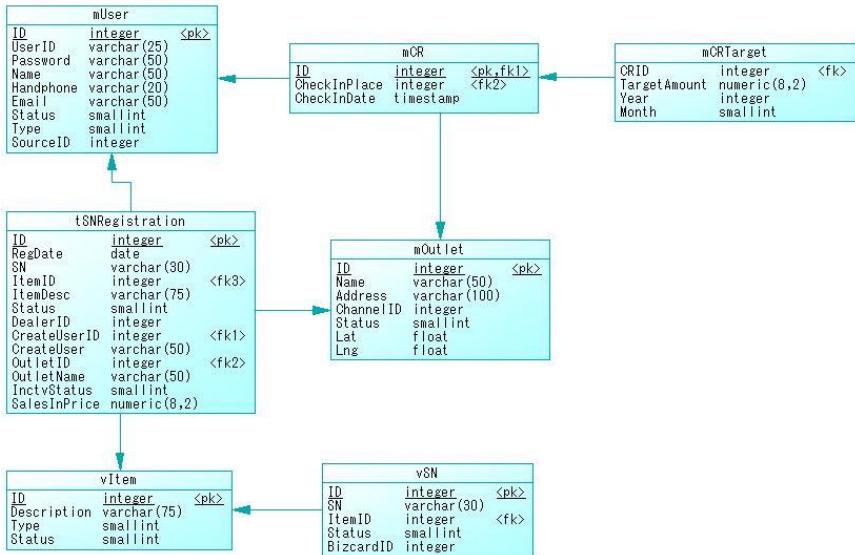 mUser
ID integer <pk>
UserID varchar(25)
Password varchar(50)
Name varchar(50)
Handphone varchar(20)
Email varchar(50)
Status smallint
Type smallint
SourceID integer
mCR
ID integer <pk,fk1>
CheckInPlace integer <fk2>
CheckInDate timestamp
mCRTarget
CRID integer <fk>
TargetAmount numeric(8,2)
Year integer
Month smallint
tSNRegistration
ID integer <pk>
RegDate date
SN varchar(30)
ItemID integer <fk3>
ItemDesc varchar(75)
Status smallint
DealerID integer
CreateUserID integer <fk1>
CreateUser varchar(50)
OutletID integer <fk2>
OutletName varchar(50)
InctvStatus smallint
SalesInPrice numeric(8,2)
mOutlet
ID integer <pk>
Name varchar(50)
Address varchar(100)
ChannelID integer
Status smallint
Lat float
Lng float
vItem
ID integer <pk>
Description varchar(75)
Type smallint
Status smallint
vSN
ID integer <pk>
SN varchar(30)
ItemID integer <fk>
Status smallint
BizcardID integer